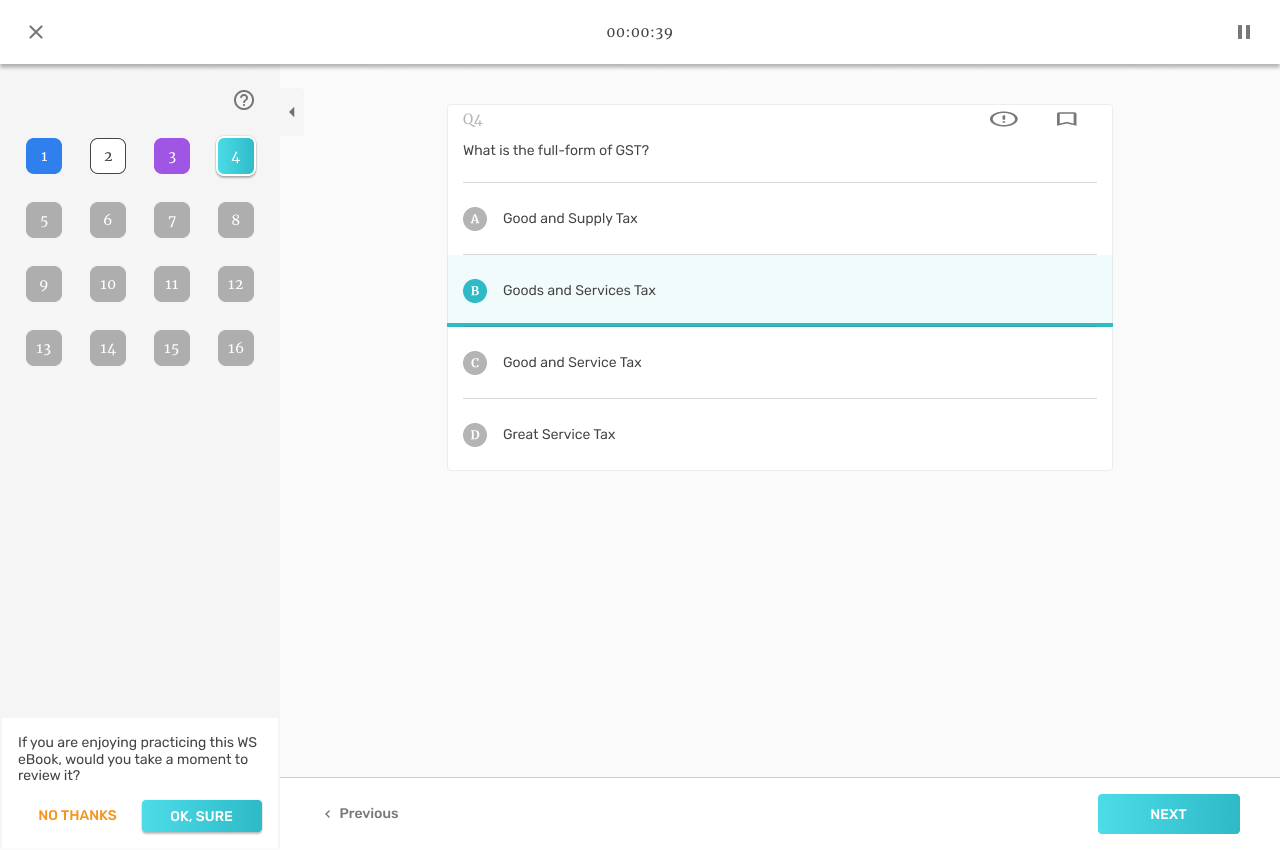 00:00:39
1 2 3 4
5 6 7 8
9 10 11 12
13 14 15 16
Q4
What is the full-form of GST?
A Good and Supply Tax
B Goods and Services Tax
C Good and Service Tax
D Great Service Tax
If you are enjoying practicing this WS
eBook, would you take a moment to
review it?
NO THANKS OK, SURE
Previous NEXT